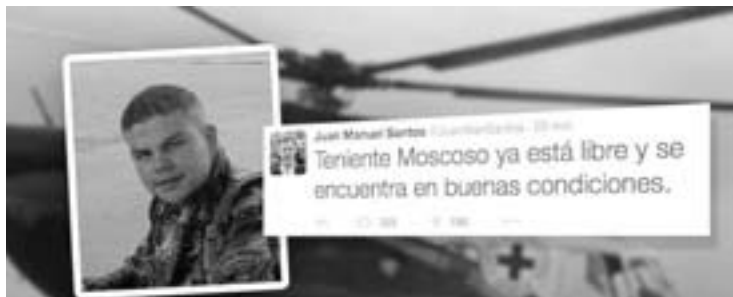 Juan Manuel Santos
Teniente Moscoso ya está libre y se
encuentra en buenas condiciones.